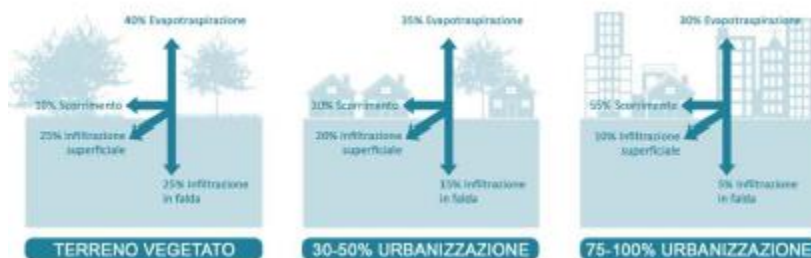 40% Evapotraspirazione
10% Scorrimento
25% Infiltrazione
superficiale
25% Infiltrazione
in falda
TERRENO VEGETATO
35% Evapotraspirazione
30% Scorrimento
20% Infiltrazione
superficiale
15% Infiltrazione
in falda
30-50% URBANIZZAZIONE
30% Evapotraspirazione
55% Scorrimento
10% Infiltrazione
superficiale
5% Infiltrazione
in falda
75-100% URBANIZZAZIONE